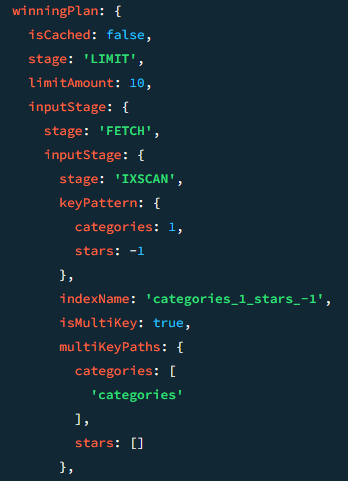 winningPlan: {
isCached: false,
stage: 'LIMIT',
limitAmount: 10,
inputStage: {
stage: 'FETCH',
inputStage: {
stage: 'IXSCAN',
keyPattern: {
categories: 1,
stars: -1
},
indexName: 'categories_1_stars_-1',
isMultiKey: true,
multiKeyPaths: {
categories: [
'categories'
],
stars: []
},